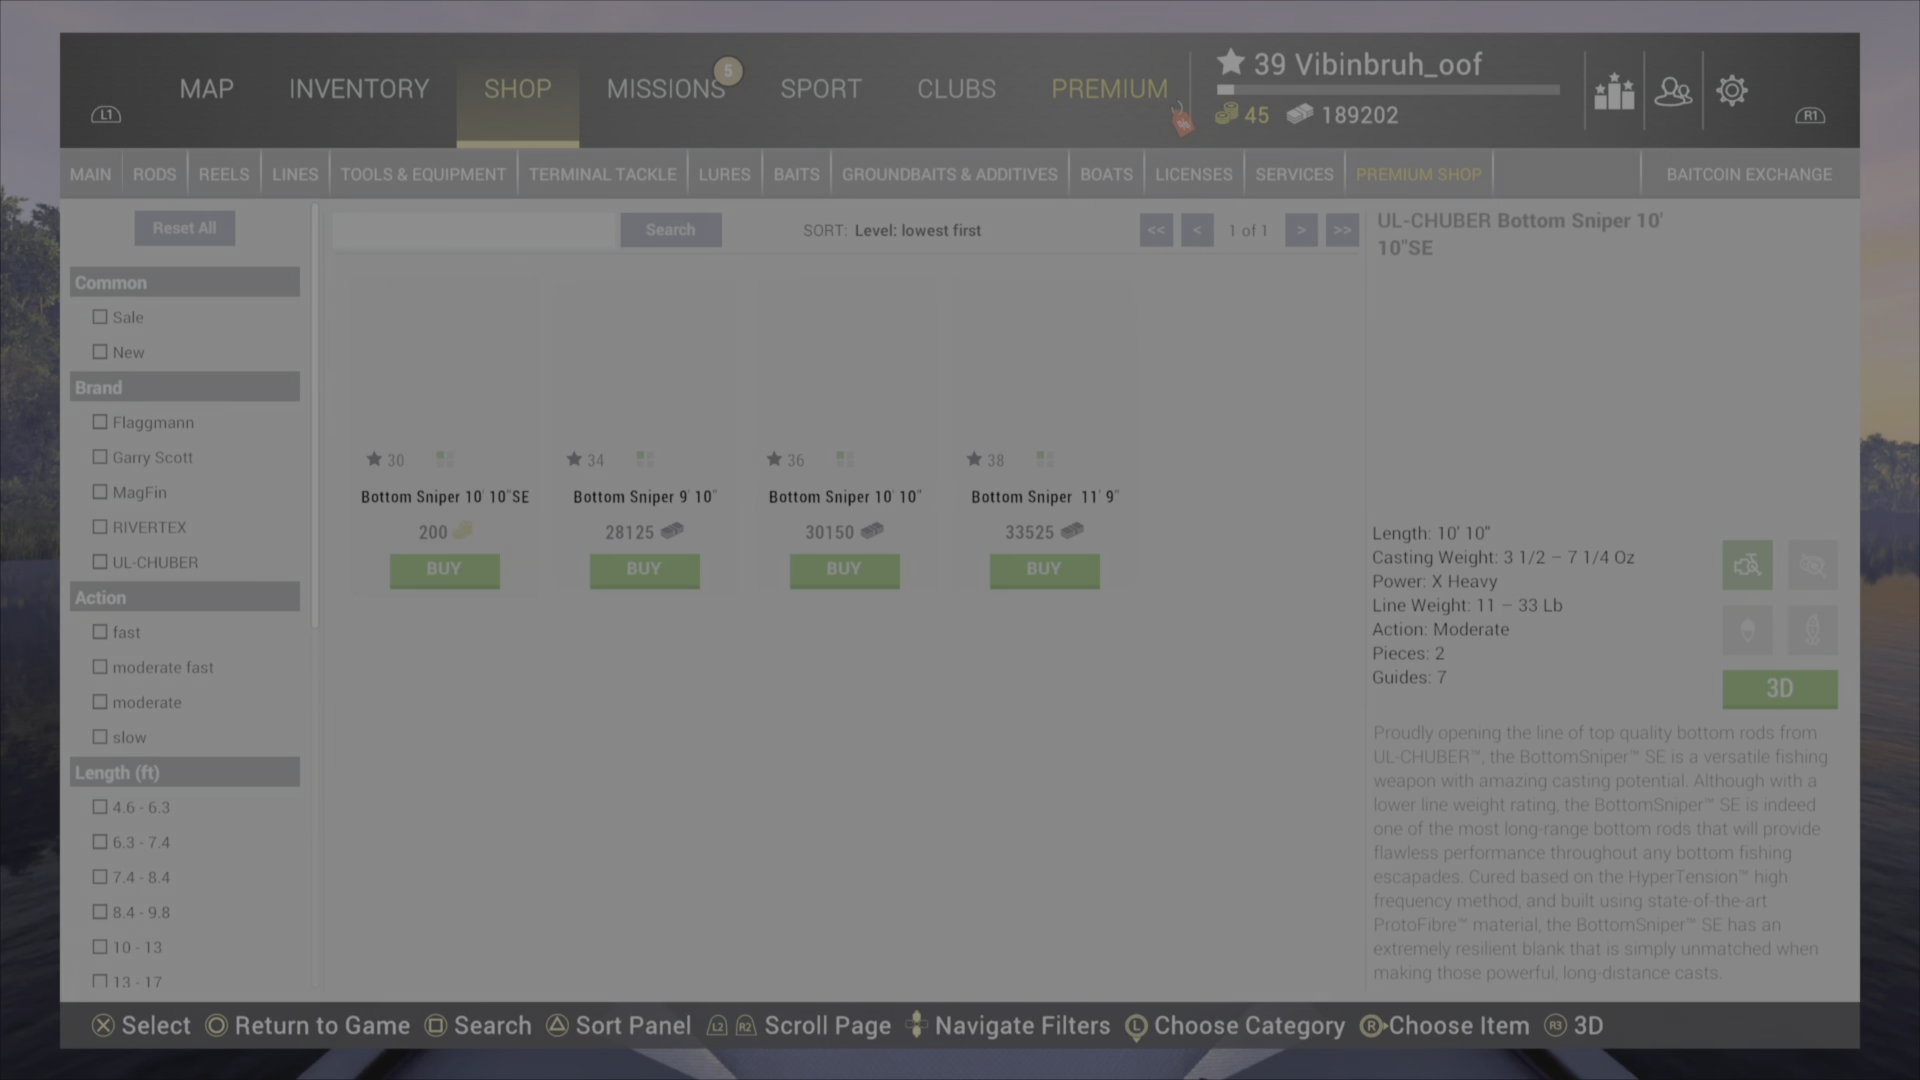 MAP INVENTORY SHOP MISSIONS 5 SPORT CLUBS PREMIUM
39 Vibinbruh_oof
45 189202
L1 R1
MAIN RODS REELS LINES TOOLS & EQUIPMENT TERMINAL TACKLE LURES BAITS GROUNDBAITS & ADDITIVES BOATS LICENSES SERVICES PREMIUM SHOP BAITCOIN EXCHANGE
Reset All
Common
Sale
New
Brand
Flaggmann
Garry Scott
MagFin
RIVERTEX
UL-CHUBER
Action
fast
moderate fast
moderate
slow
Length (ft)
4.6 - 6.3
6.3 - 7.4
7.4 - 8.4
8.4 - 9.8
10 - 13
13 - 17
Search SORT: Level: lowest first << < 1 of 1 > >>
30 34 36 38
Bottom Sniper 10' 10"SE Bottom Sniper 9' 10" Bottom Sniper 10' 10" Bottom Sniper 11' 9"
200 28125 30150 33525
BUY BUY BUY BUY
UL-CHUBER Bottom Sniper 10'
10"SE
Length: 10' 10"
Casting Weight: 3 1/2 – 7 1/4 Oz
Power: X Heavy
Line Weight: 11 – 33 Lb
Action: Moderate
Pieces: 2
Guides: 7
3D
Proudly opening the line of top quality bottom rods from
UL-CHUBER™, the BottomSniper™ SE is a versatile fishing
weapon with amazing casting potential. Although with a
lower line weight rating, the BottomSniper™ SE is indeed
one of the most long-range bottom rods that will provide
flawless performance throughout any bottom fishing
escapades. Cured based on the HyperTension™ high
frequency method, and built using state-of-the-art
ProtoFibre™ material, the BottomSniper™ SE has an
extremely resilient blank that is simply unmatched when
making those powerful, long-distance casts.
Select Return to Game Search Sort Panel L2 R2 Scroll Page Navigate Filters L Choose Category R Choose Item R3 3D